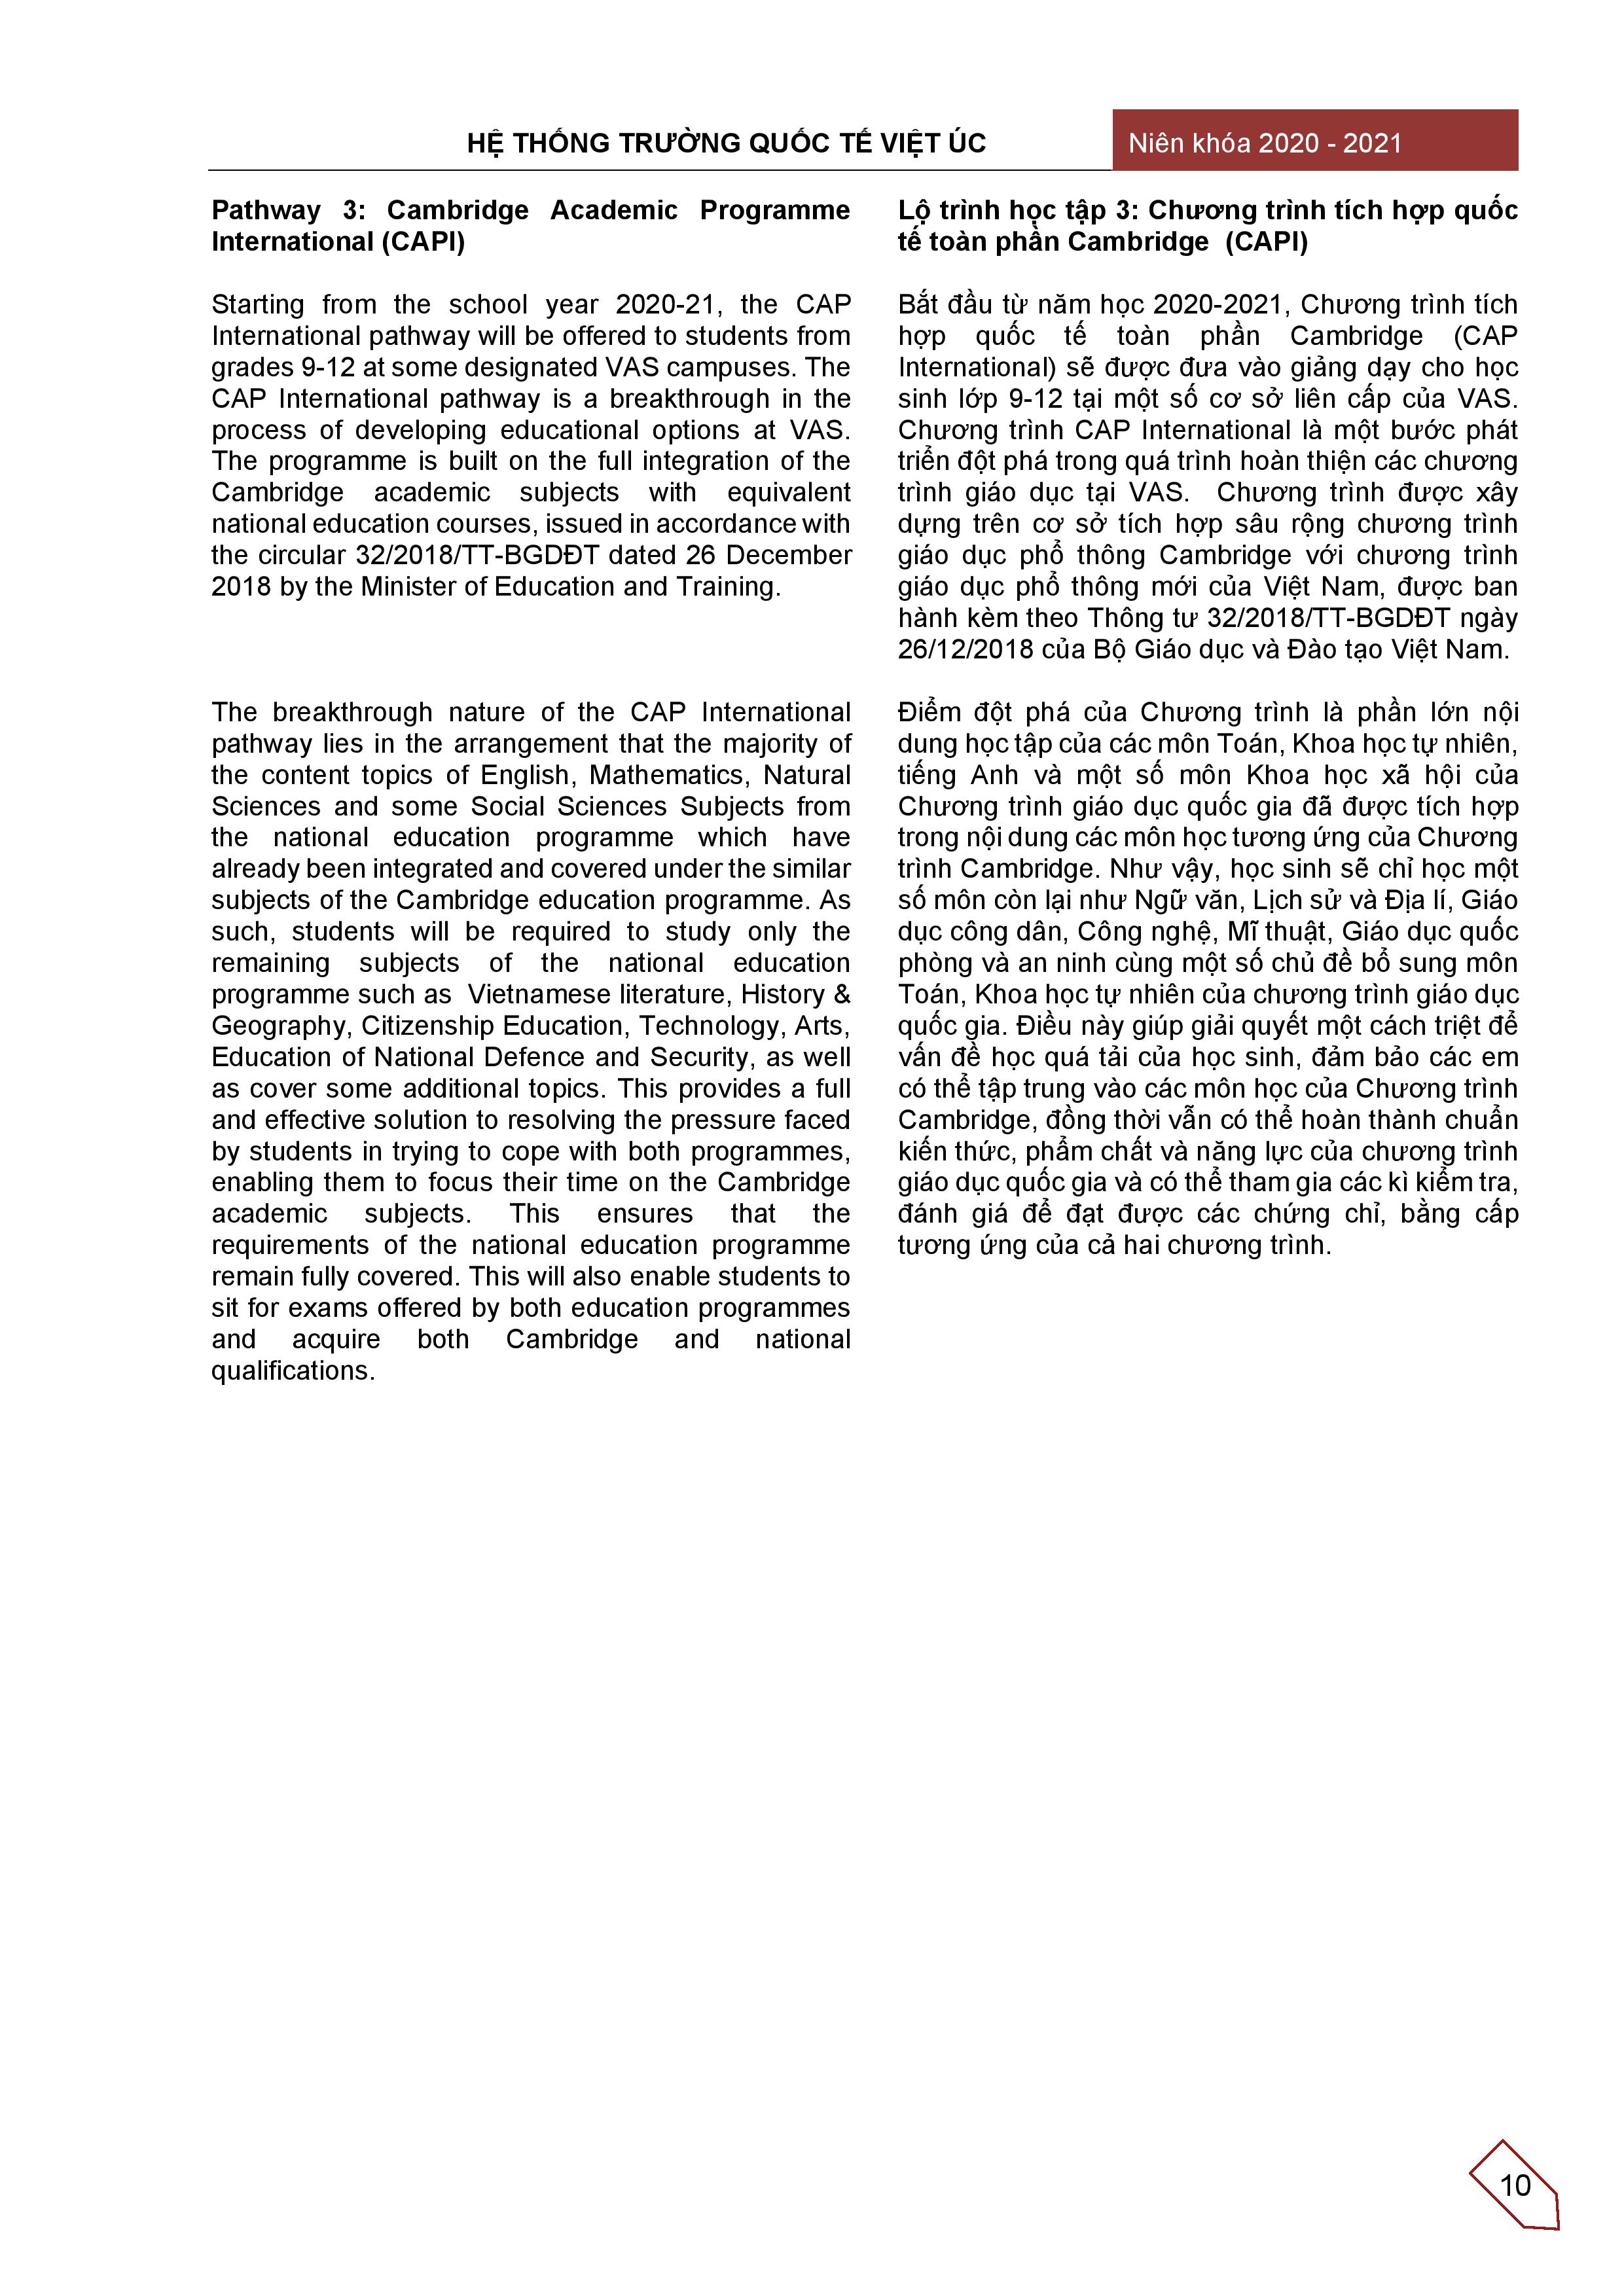 HỆ THỐNG TRƯỜNG QUỐC TẾ VIỆT ÚC
Niên khóa 2020 - 2021
Pathway 3: Cambridge Academic Programme
International (CAPI)
Starting from the school year 2020-21, the CAP
International pathway will be offered to students from
grades 9-12 at some designated VAS campuses. The
CAP International pathway is a breakthrough in the
process of developing educational options at VAS.
The programme is built on the full integration of the
Cambridge academic subjects with equivalent
national education courses, issued in accordance with
the circular 32/2018/TT-BGDĐT dated 26 December
2018 by the Minister of Education and Training.
The breakthrough nature of the CAP International
pathway lies in the arrangement that the majority of
the content topics of English, Mathematics, Natural
Sciences and some Social Sciences Subjects from
the national education programme which have
already been integrated and covered under the similar
subjects of the Cambridge education programme. As
such, students will be required to study only the
remaining subjects of the national education
programme such as  Vietnamese literature, History &
Geography, Citizenship Education, Technology, Arts,
Education of National Defence and Security, as well
as cover some additional topics. This provides a full
and effective solution to resolving the pressure faced
by students in trying to cope with both programmes,
enabling them to focus their time on the Cambridge
academic subjects. This ensures that the
requirements of the national education programme
remain fully covered. This will also enable students to
sit for exams offered by both education programmes
and acquire both Cambridge and national
qualifications.
Lộ trình học tập 3: Chương trình tích hợp quốc
tế toàn phần Cambridge  (CAPI)
Bắt đầu từ năm học 2020-2021, Chương trình tích
hợp quốc tế toàn phần Cambridge (CAP
International) sẽ được đưa vào giảng dạy cho học
sinh lớp 9-12 tại một số cơ sở liên cấp của VAS.
Chương trình CAP International là một bước phát
triển đột phá trong quá trình hoàn thiện các chương
trình giáo dục tại VAS.  Chương trình được xây
dựng trên cơ sở tích hợp sâu rộng chương trình
giáo dục phổ thông Cambridge với chương trình
giáo dục phổ thông mới của Việt Nam, được ban
hành kèm theo Thông tư 32/2018/TT-BGDĐT ngày
26/12/2018 của Bộ Giáo dục và Đào tạo Việt Nam.
Điểm đột phá của Chương trình là phần lớn nội
dung học tập của các môn Toán, Khoa học tự nhiên,
tiếng Anh và một số môn Khoa học xã hội của
Chương trình giáo dục quốc gia đã được tích hợp
trong nội dung các môn học tương ứng của Chương
trình Cambridge. Như vậy, học sinh sẽ chỉ học một
số môn còn lại như Ngữ văn, Lịch sử và Địa lí, Giáo
dục công dân, Công nghệ, Mĩ thuật, Giáo dục quốc
phòng và an ninh cùng một số chủ đề bổ sung môn
Toán, Khoa học tự nhiên của chương trình giáo dục
quốc gia. Điều này giúp giải quyết một cách triệt để
vấn đề học quá tải của học sinh, đảm bảo các em
có thể tập trung vào các môn học của Chương trình
Cambridge, đồng thời vẫn có thể hoàn thành chuẩn
kiến thức, phẩm chất và năng lực của chương trình
giáo dục quốc gia và có thể tham gia các kì kiểm tra,
đánh giá để đạt được các chứng chỉ, bằng cấp
tương ứng của cả hai chương trình.
10